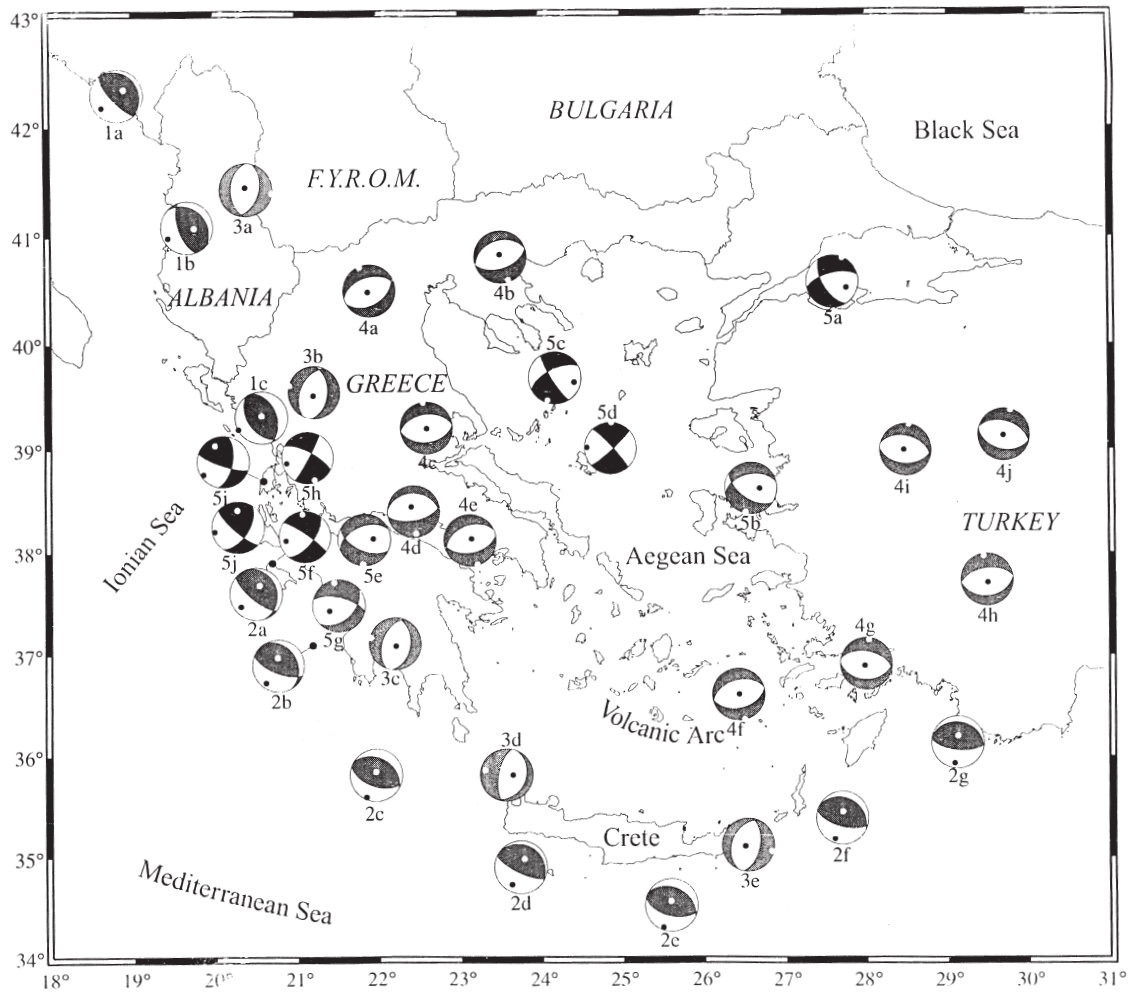 43°
BULGARIA
Black Sea
1a
42°
F.Y.R.O.M.
3a
41°
1b
4b
ALBANIA
4a
5a
40°
5c
3b
1c
GREECE
5d
39°
4c
4i
4j
5i
5h
4e
5b
TURKEY
4d
Ionian Sea
38°
5j
5f
5e
Aegean Sea
2a
5g
4h
4g
37°
3c
2b
Volcanic Arc
4f
3d
36°
2g
2c
Crete
2f
35°
3e
Mediterranean Sea
2d
2e
34°
18° 19° 21° 22° 23° 24° 25° 26° 27° 28° 29° 30° 31°